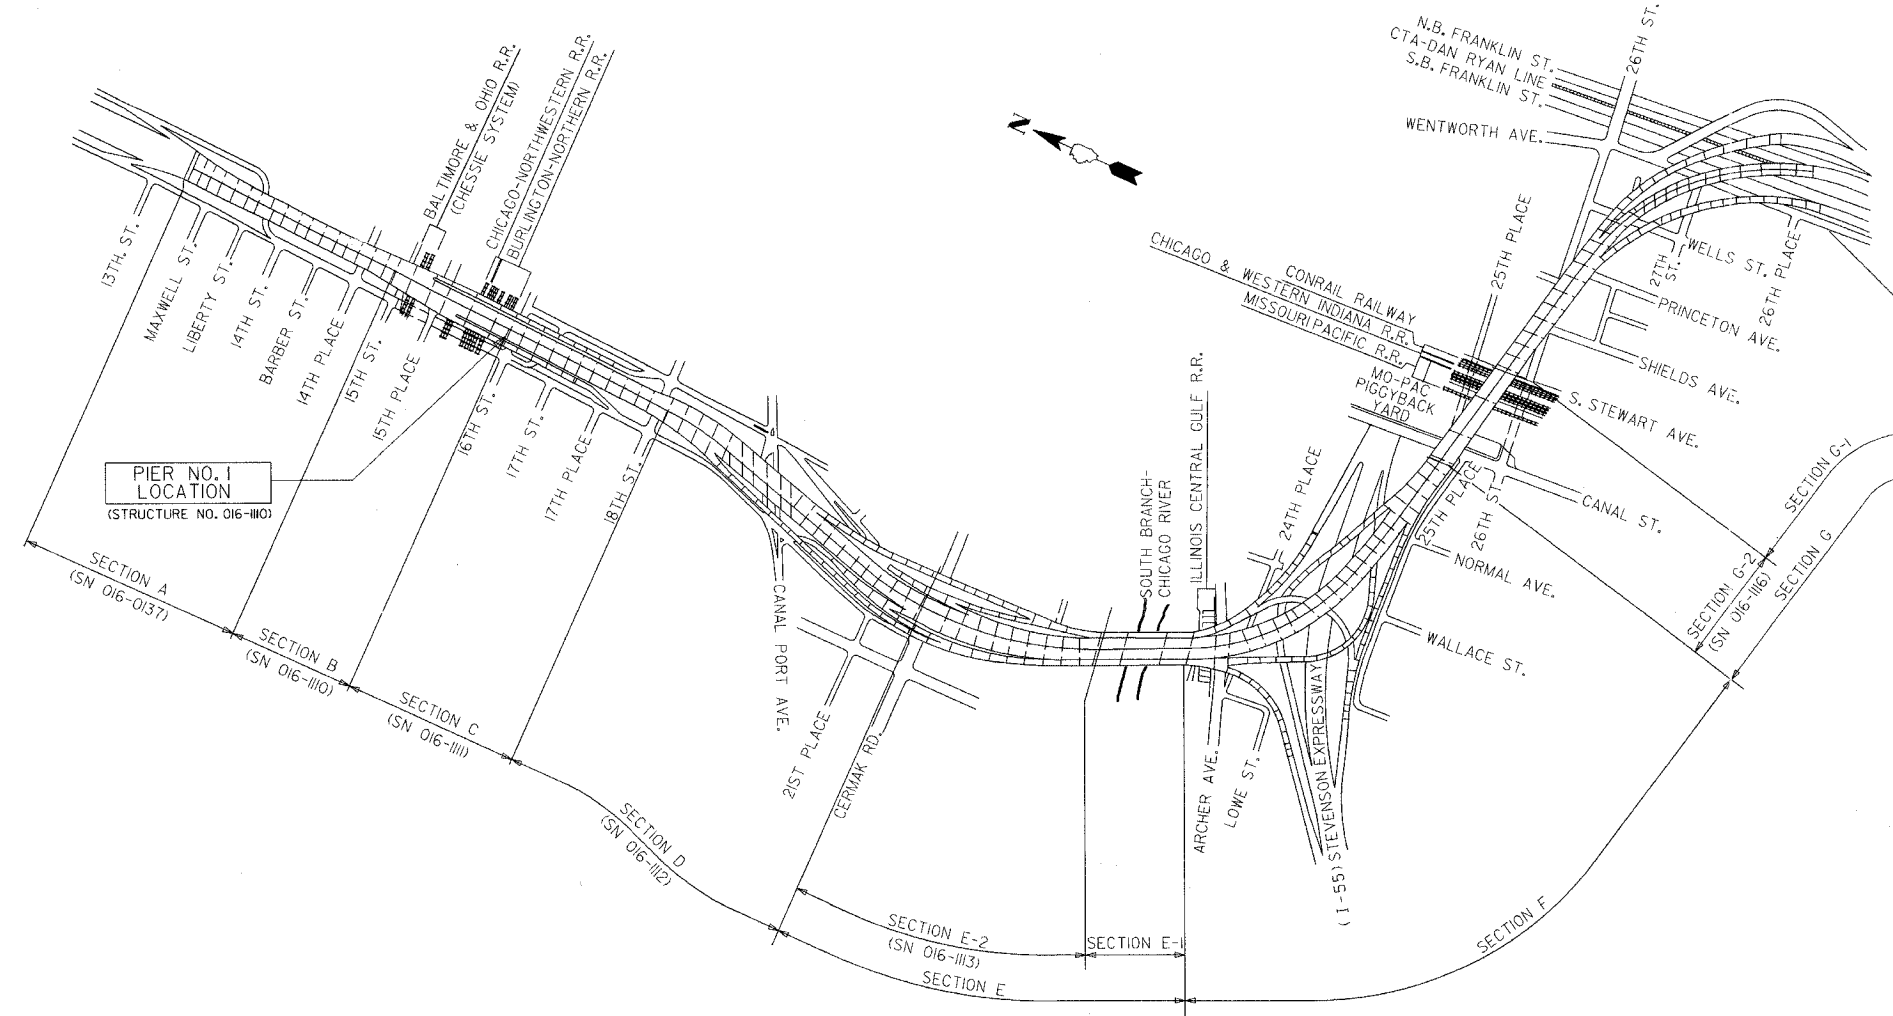 N.B. FRANKLIN ST.
CTA-DAN RYAN LINE
S.B. FRANKLIN ST.
26TH ST.
WENTWORTH AVE.
N
BALTIMORE & OHIO R.R.
(CHESSIE SYSTEM)
CHICAGO-NORTHWESTERN R.R.
BURLINGTON-NORTHERN R.R.
13TH. ST.
MAXWELL ST.
LIBERTY ST.
14TH ST.
BARBER ST.
14TH PLACE
15TH ST.
15TH PLACE
16TH ST.
17TH ST.
17TH PLACE
18TH ST.
PIER NO. 1
LOCATION
(STRUCTURE NO. 016-1110)
CHICAGO & WESTERN INDIANA R.R.
CONRAIL RAILWAY
MISSOURI PACIFIC R.R.
MO-PAC
PIGGYBACK
YARD
25TH PLACE
WELLS ST.
27TH
ST.
26TH PLACE
PRINCETON AVE.
SHIELDS AVE.
S. STEWART AVE.
CANAL ST.
25TH PLACE
26TH ST.
NORMAL AVE.
WALLACE ST.
24TH PLACE
ILLINOIS CENTRAL GULF R.R.
SOUTH BRANCH-
CHICAGO RIVER
CANAL PORT AVE.
21ST PLACE
CERMAK RD.
ARCHER AVE.
LOWE ST.
(I-55) STEVENSON EXPRESSWAY
SECTION A
(SN 016-0137)
SECTION B
(SN 016-1110)
SECTION C
(SN 016-1111)
SECTION D
(SN 016-1112)
SECTION E-2
(SN 016-1113)
SECTION E-1
SECTION E
SECTION F
SECTION G-2
(SN 016-1116)
SECTION G
SECTION G-1